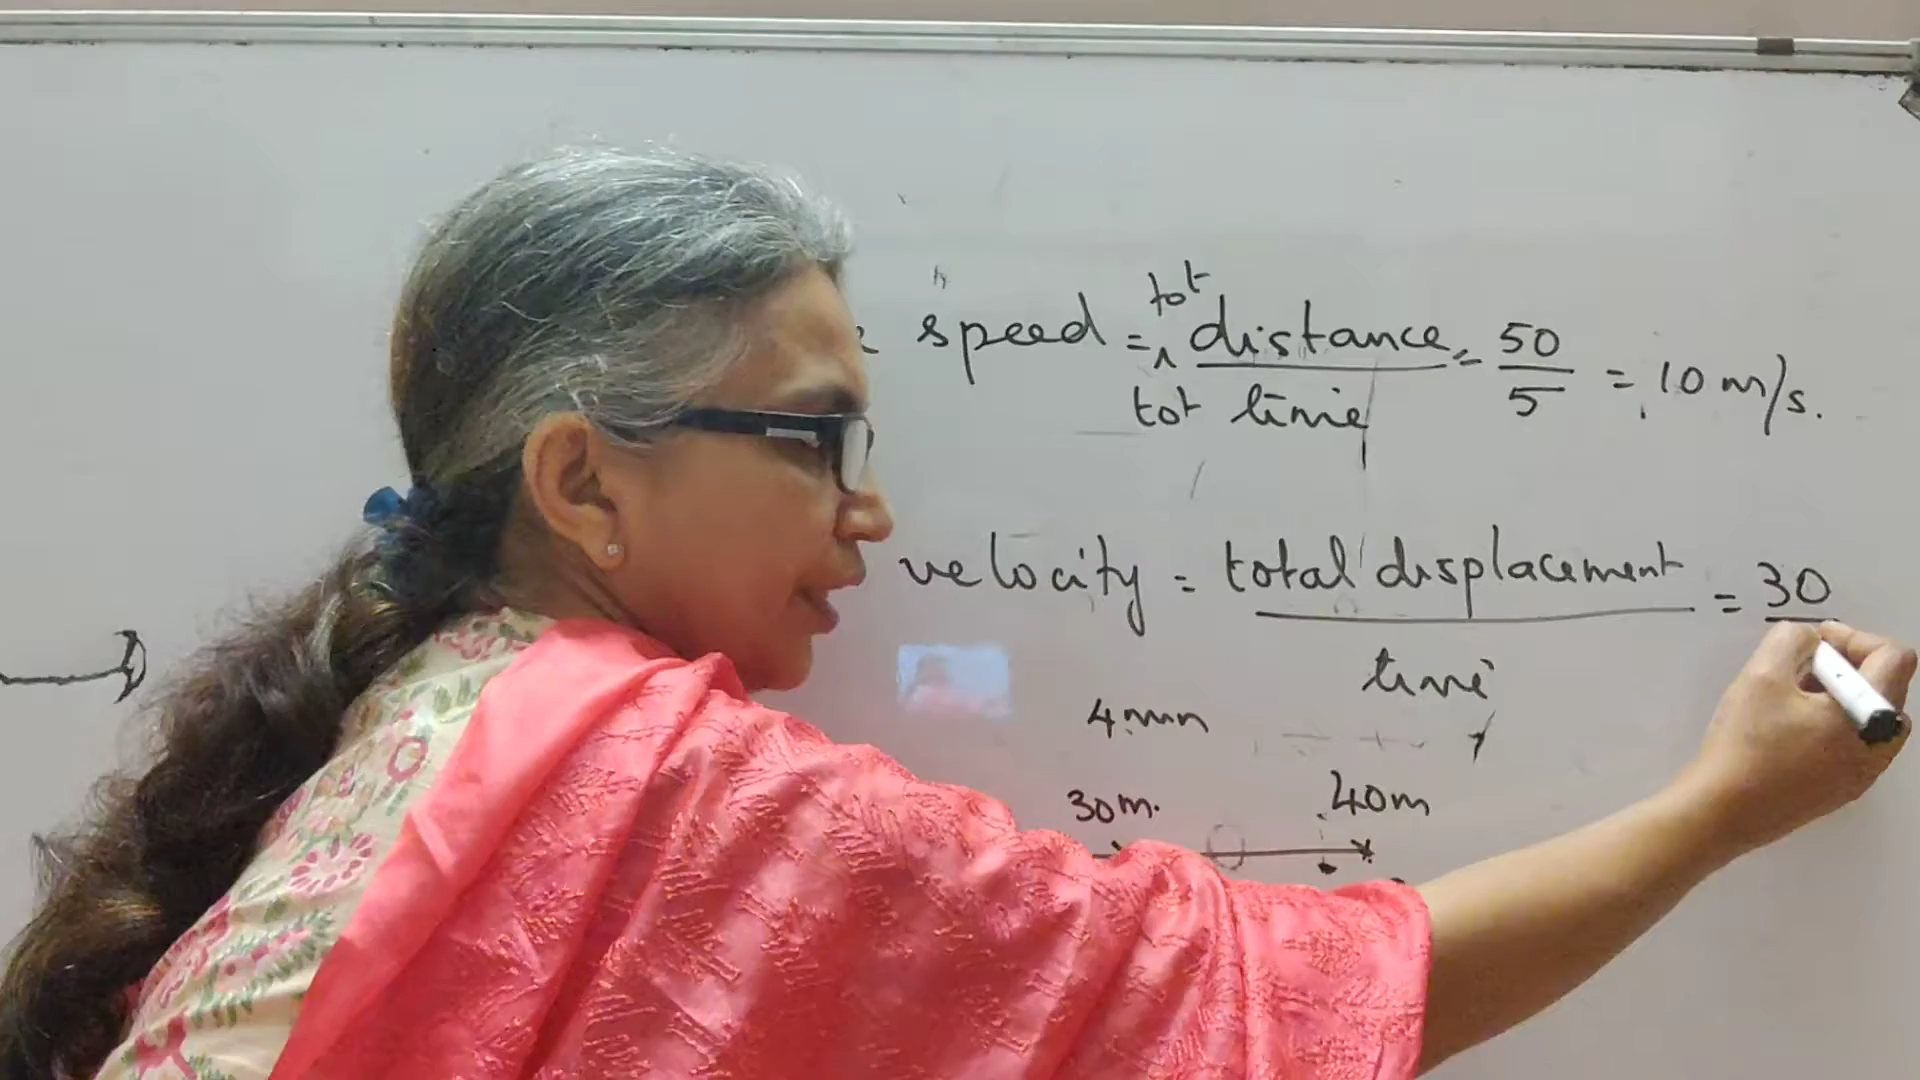 speed = tot distance = 50/5 = 10 m/s.
tot time
velocity = total displacement = 30
time
4 min
30m. 40m